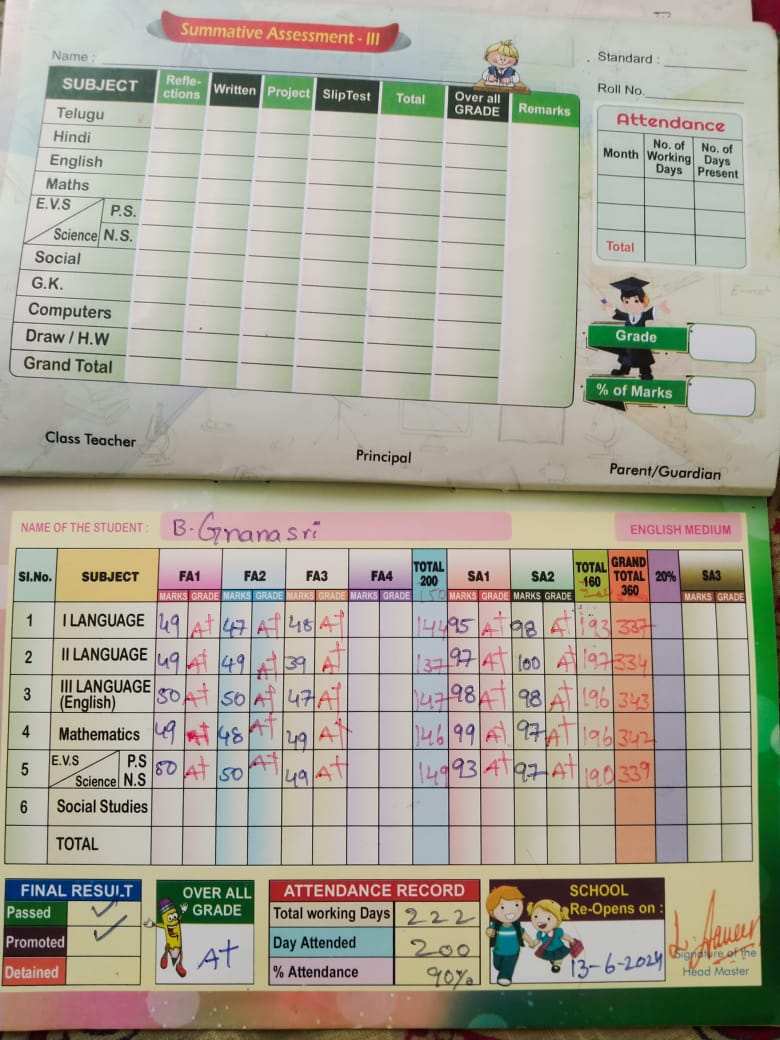 Summative Assessment - III
Name :
Standard :
Roll No.
SUBJECT Refle-ctions Written Project SlipTest Total Over all GRADE Remarks
Telugu
Hindi
English
Maths
E.V.S P.S.
Science N.S.
Social
G.K.
Computers
Draw / H.W
Grand Total
Attendance
Month No. of Working Days No. of Days Present
Total
Grade
% of Marks
Class Teacher Principal Parent/Guardian
NAME OF THE STUDENT : B. Gnanasri ENGLISH MEDIUM
Sl.No. SUBJECT FA1 FA2 FA3 FA4 TOTAL 200 SA1 SA2 TOTAL 160 GRAND TOTAL 360 20% SA3
MARKS GRADE MARKS GRADE MARKS GRADE MARKS GRADE 150 MARKS GRADE MARKS GRADE MARKS GRADE
1 I LANGUAGE 49 A+ 47 A+ 48 A+ 144 95 A+ 98 A+ 193 337
2 II LANGUAGE 49 A+ 49 A+ 39 A+ 137 97 A+ 100 A+ 197 334
3 III LANGUAGE (English) 50 A+ 50 A+ 47 A+ 147 98 A+ 98 A+ 196 343
4 Mathematics 49 A+ 48 A+ 49 A+ 146 99 A+ 97 A+ 196 342
5 E.V.S Science P.S N.S 50 A+ 50 A+ 49 A+ 149 93 A+ 97 A+ 190 339
6 Social Studies
TOTAL
FINAL RESULT
Passed ✓
Promoted ✓
Detained
OVER ALL GRADE
A+
ATTENDANCE RECORD
Total working Days 222
Day Attended 200
% Attendance 90%
SCHOOL Re-Opens on :
13-6-2024
Signature of the
Head Master